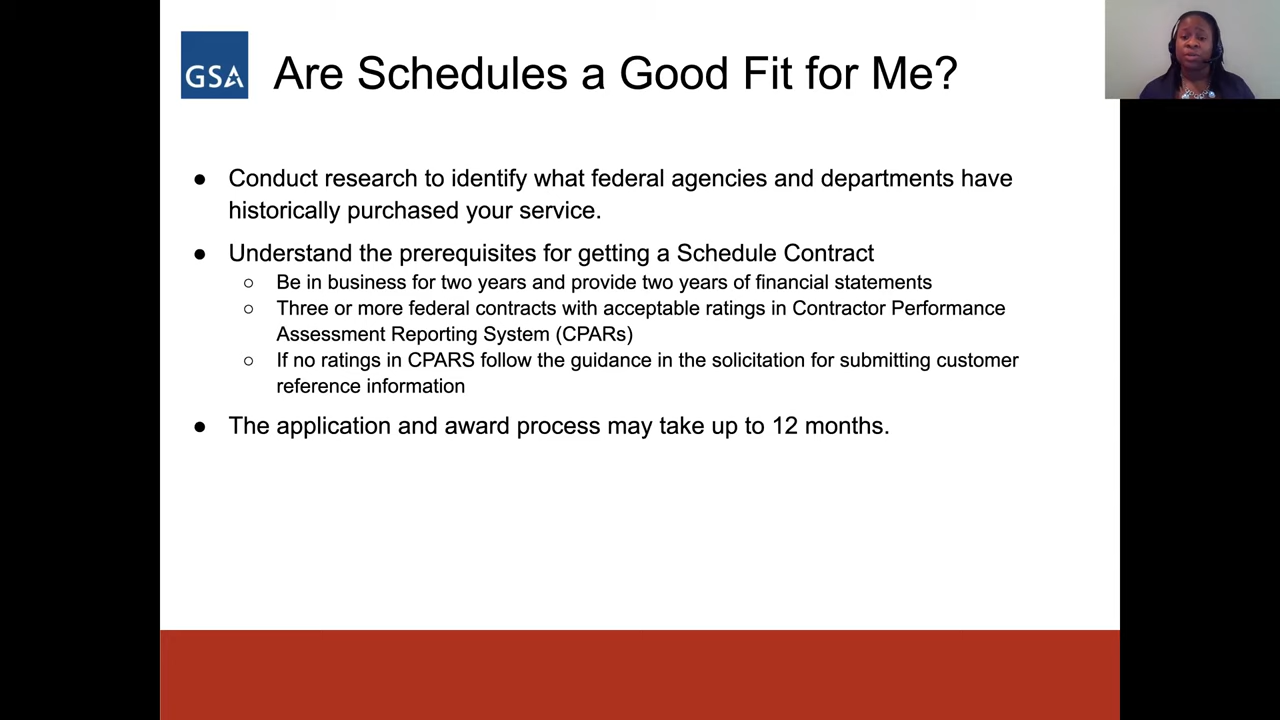 GSA
Are Schedules a Good Fit for Me?
● Conduct research to identify what federal agencies and departments have
historically purchased your service.
● Understand the prerequisites for getting a Schedule Contract
○ Be in business for two years and provide two years of financial statements
○ Three or more federal contracts with acceptable ratings in Contractor Performance
Assessment Reporting System (CPARs)
○ If no ratings in CPARS follow the guidance in the solicitation for submitting customer
reference information
● The application and award process may take up to 12 months.